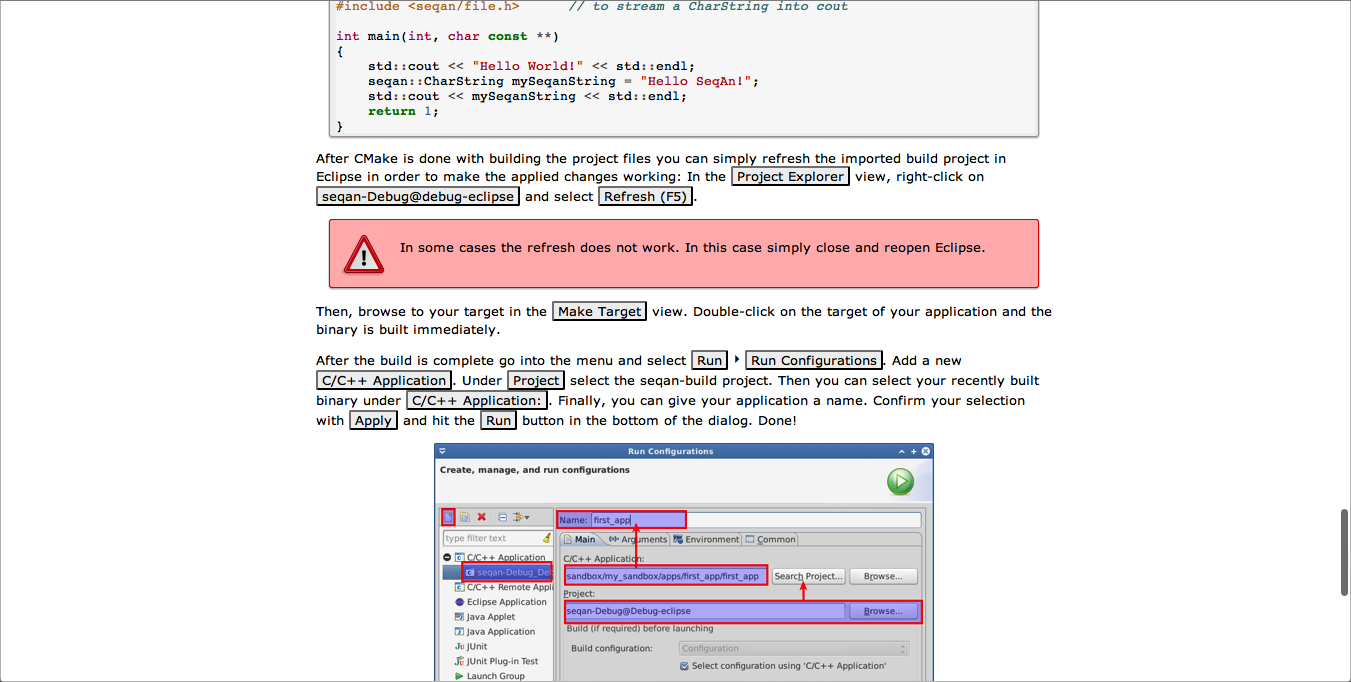 #include <seqan/file.h>      // to stream a CharString into cout
int main(int, char const **)
{
    std::cout << "Hello World!" << std::endl;
    seqan::CharString mySeqanString = "Hello SeqAn!";
    std::cout << mySeqanString << std::endl;
    return 1;
}
After CMake is done with building the project files you can simply refresh the imported build project in
Eclipse in order to make the applied changes working: In the Project Explorer view, right-click on
seqan-Debug@debug-eclipse and select Refresh (F5).
In some cases the refresh does not work. In this case simply close and reopen Eclipse.
Then, browse to your target in the Make Target view. Double-click on the target of your application and the
binary is built immediately.
After the build is complete go into the menu and select Run ‣ Run Configurations. Add a new
C/C++ Application. Under Project select the seqan-build project. Then you can select your recently built
binary under C/C++ Application:. Finally, you can give your application a name. Confirm your selection
with Apply and hit the Run button in the bottom of the dialog. Done!
Run Configurations
Create, manage, and run configurations
Name: first_app
type filter text
Main Arguments Environment Common
C/C++ Application
C/C++ Application:
seqan-Debug_De
sandbox/my_sandbox/apps/first_app/first_app Search Project... Browse...
C/C++ Remote Appli
Project:
Eclipse Application
seqan-Debug@Debug-eclipse Browse...
Java Applet
Build (if required) before launching
Java Application
JUnit
Build configuration: Configuration
JUnit Plug-in Test
Select configuration using 'C/C++ Application'
Launch Group